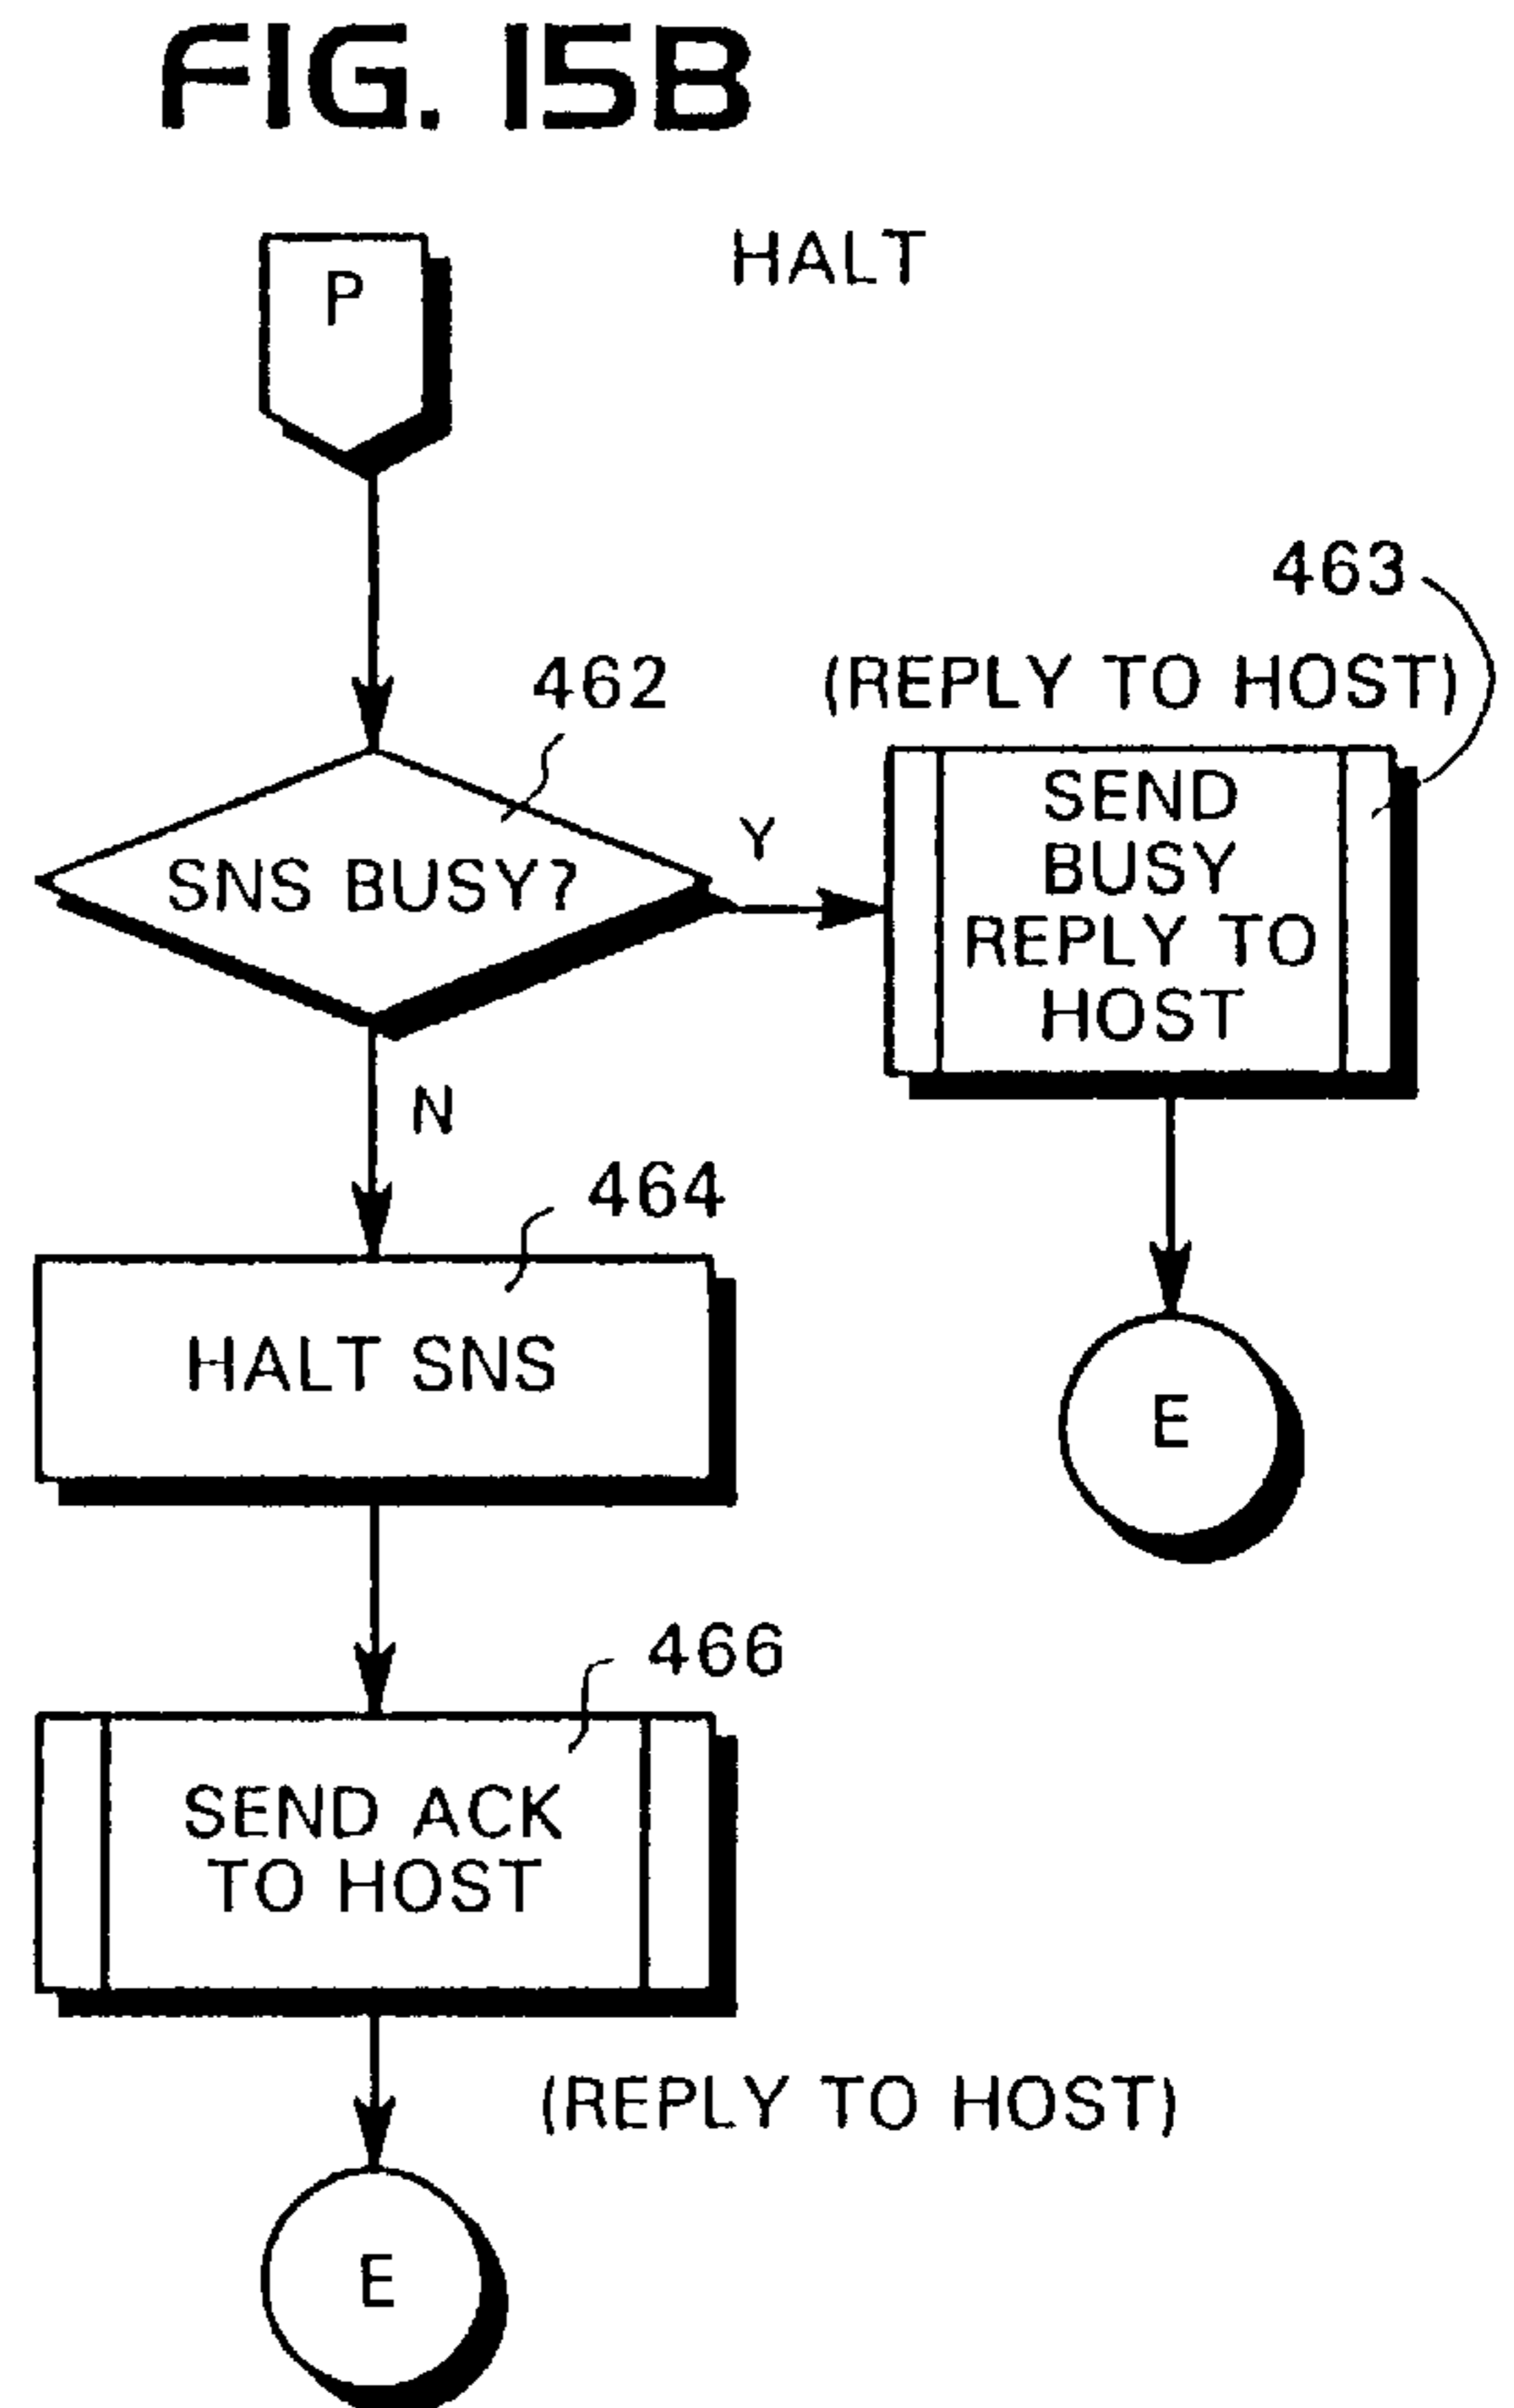 FIG. 15B
HALT
P
463
462
(REPLY TO HOST)
SNS BUSY?
Y
SEND
BUSY
REPLY TO
HOST
N
464
HALT SNS
E
466
SEND ACK
TO HOST
(REPLY TO HOST)
E